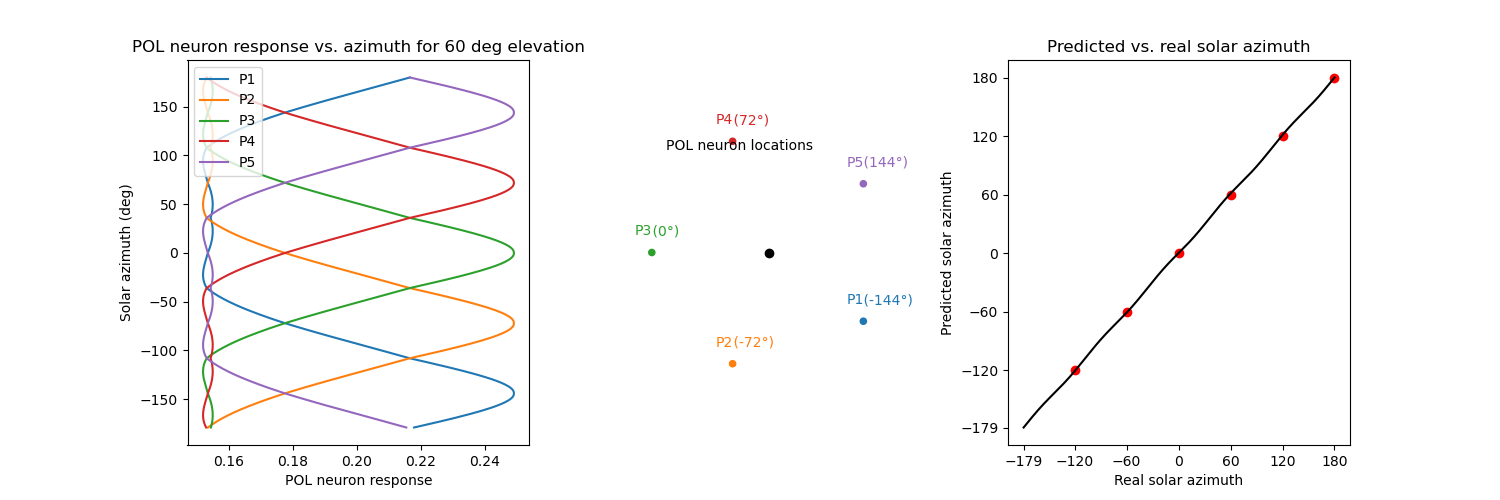 POL neuron response vs. azimuth for 60 deg elevation
P1
P2
P3
P4
P5
150
100
50
0
−50
−100
−150
Solar azimuth (deg)
0.16 0.18 0.20 0.22 0.24
POL neuron response
P4(72°)
POL neuron locations
P5(144°)
P3(0°)
P1(-144°)
P2(-72°)
Predicted vs. real solar azimuth
180
120
60
0
−60
−120
−179
Predicted solar azimuth
−179 −120 −60 0 60 120 180
Real solar azimuth